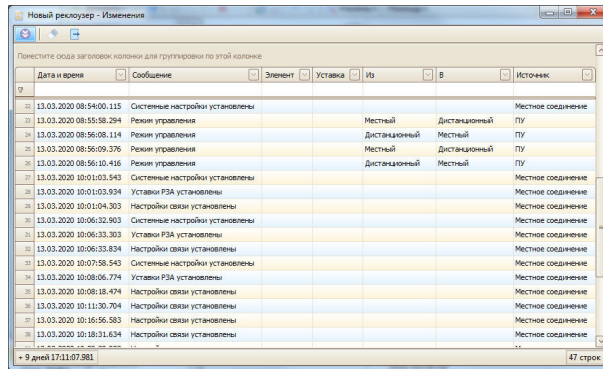 Новый реклоузер - Изменения
Поместите сюда заголовок колонки для группировки по этой колонке
Дата и время Сообщение Элемент Уставка Из В Источник
22 13.03.2020 08:54:00.115 Системные настройки установлены Местное соединение
23 13.03.2020 08:55:58.294 Режим управления Местный Дистанционный ПУ
24 13.03.2020 08:56:08.114 Режим управления Дистанционный Местный ПУ
25 13.03.2020 08:56:09.376 Режим управления Местный Дистанционный ПУ
26 13.03.2020 08:56:10.416 Режим управления Дистанционный Местный ПУ
27 13.03.2020 10:01:03.543 Системные настройки установлены Местное соединение
28 13.03.2020 10:01:03.934 Уставки РЗА установлены Местное соединение
29 13.03.2020 10:01:04.303 Настройки связи установлены Местное соединение
30 13.03.2020 10:06:32.903 Системные настройки установлены Местное соединение
31 13.03.2020 10:06:33.303 Уставки РЗА установлены Местное соединение
32 13.03.2020 10:06:33.834 Настройки связи установлены Местное соединение
33 13.03.2020 10:07:58.543 Системные настройки установлены Местное соединение
34 13.03.2020 10:08:06.774 Уставки РЗА установлены Местное соединение
35 13.03.2020 10:08:18.474 Настройки связи установлены Местное соединение
36 13.03.2020 10:11:30.704 Настройки связи установлены Местное соединение
37 13.03.2020 10:16:56.583 Настройки связи установлены Местное соединение
38 13.03.2020 10:18:31.634 Настройки связи установлены Местное соединение
+ 9 дней 17:11:07.981 47 строк